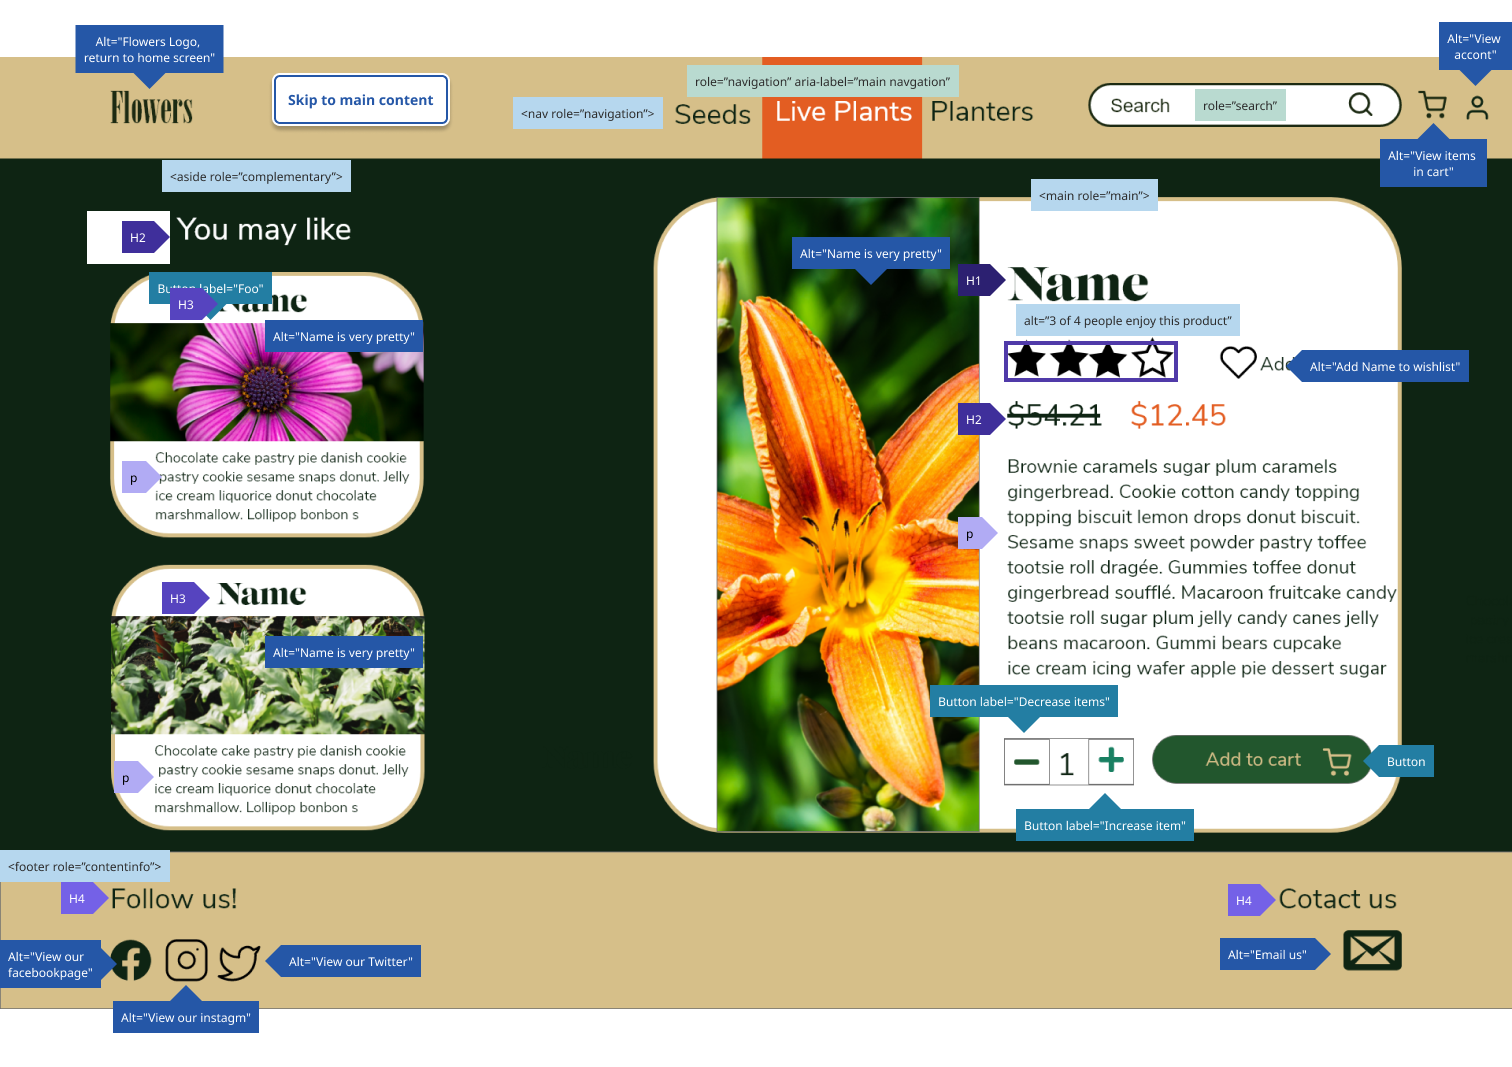 Alt="Flowers Logo,
return to home screen"
Alt="View
accont"
Flowers
Skip to main content
<nav role="navigation">
role="navigation" aria-label="main navgation"
Seeds
Live Plants
Planters
Search
role="search"
Alt="View items
in cart"
<aside role="complementary">
H2
You may like
Button label="Foo"
H3
Name
Alt="Name is very pretty"
p
Chocolate cake pastry pie danish cookie
pastry cookie sesame snaps donut. Jelly
ice cream liquorice donut chocolate
marshmallow. Lollipop bonbon s
H3
Name
Alt="Name is very pretty"
p
Chocolate cake pastry pie danish cookie
pastry cookie sesame snaps donut. Jelly
ice cream liquorice donut chocolate
marshmallow. Lollipop bonbon s
<main role="main">
Alt="Name is very pretty"
H1
Name
alt="3 of 4 people enjoy this product"
Add
Alt="Add Name to wishlist"
H2
$54.21 $12.45
p
Brownie caramels sugar plum caramels
gingerbread. Cookie cotton candy topping
topping biscuit lemon drops donut biscuit.
Sesame snaps sweet powder pastry toffee
tootsie roll dragée. Gummies toffee donut
gingerbread soufflé. Macaroon fruitcake candy
tootsie roll sugar plum jelly candy canes jelly
beans macaroon. Gummi bears cupcake
ice cream icing wafer apple pie dessert sugar
Button label="Decrease items"
1
Add to cart
Button
Button label="Increase item"
<footer role="contentinfo">
H4
Follow us!
Alt="View our
facebookpage"
Alt="View our Twitter"
Alt="View our instagm"
H4
Cotact us
Alt="Email us"